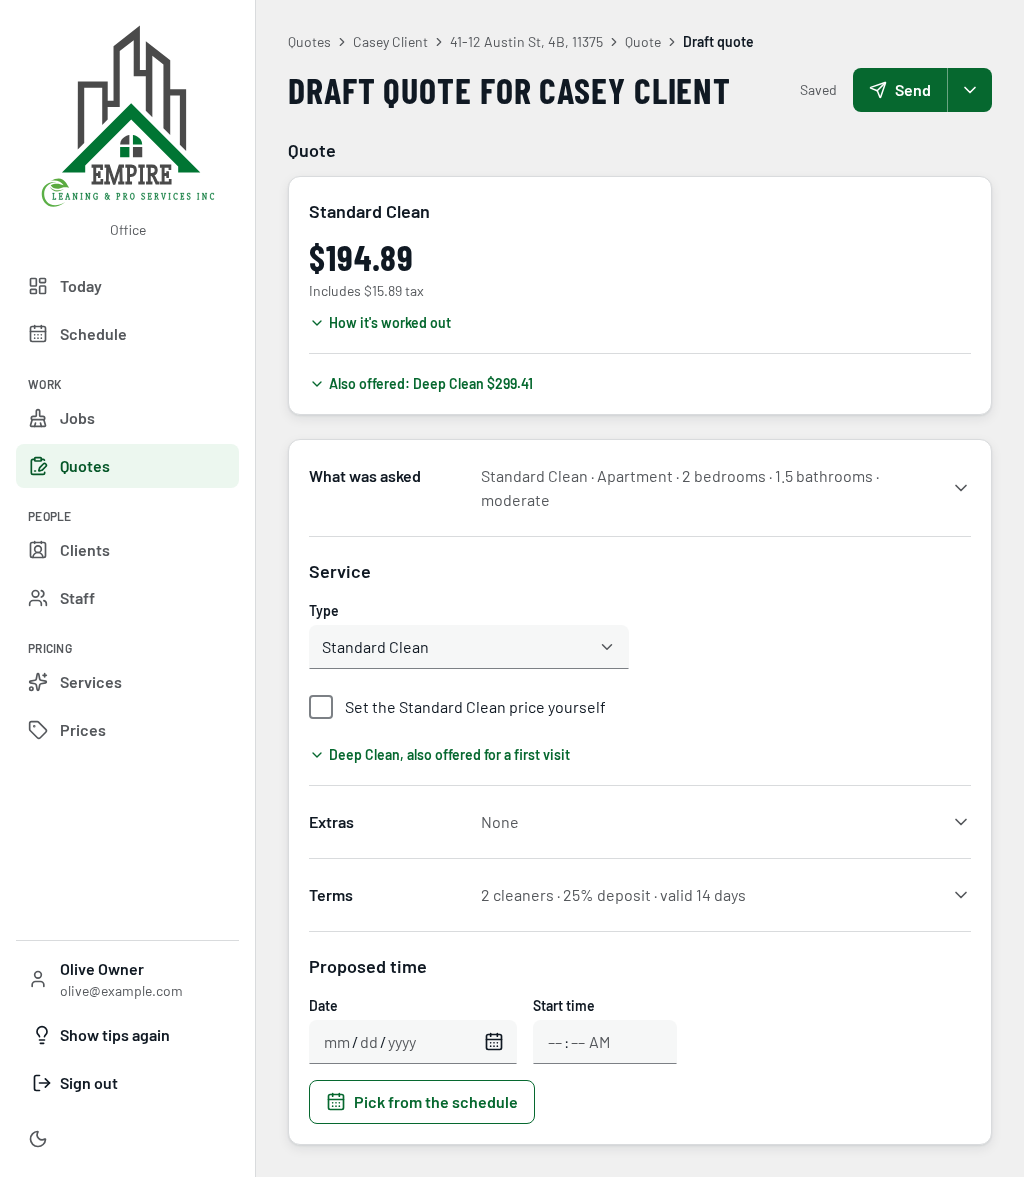 EMPIRE
LEANING & PRO SERVICES INC
Office
Today
Schedule
WORK
Jobs
Quotes
PEOPLE
Clients
Staff
PRICING
Services
Prices
Olive Owner
olive@example.com
Show tips again
Sign out
Quotes > Casey Client > 41-12 Austin St, 4B, 11375 > Quote > Draft quote
DRAFT QUOTE FOR CASEY CLIENT
Saved
Send
Quote
Standard Clean
$194.89
Includes $15.89 tax
How it's worked out
Also offered: Deep Clean $299.41
What was asked
Standard Clean · Apartment · 2 bedrooms · 1.5 bathrooms ·
moderate
Service
Type
Standard Clean
Set the Standard Clean price yourself
Deep Clean, also offered for a first visit
Extras
None
Terms
2 cleaners · 25% deposit · valid 14 days
Proposed time
Date
Start time
mm/dd/yyyy
--:-- AM
Pick from the schedule